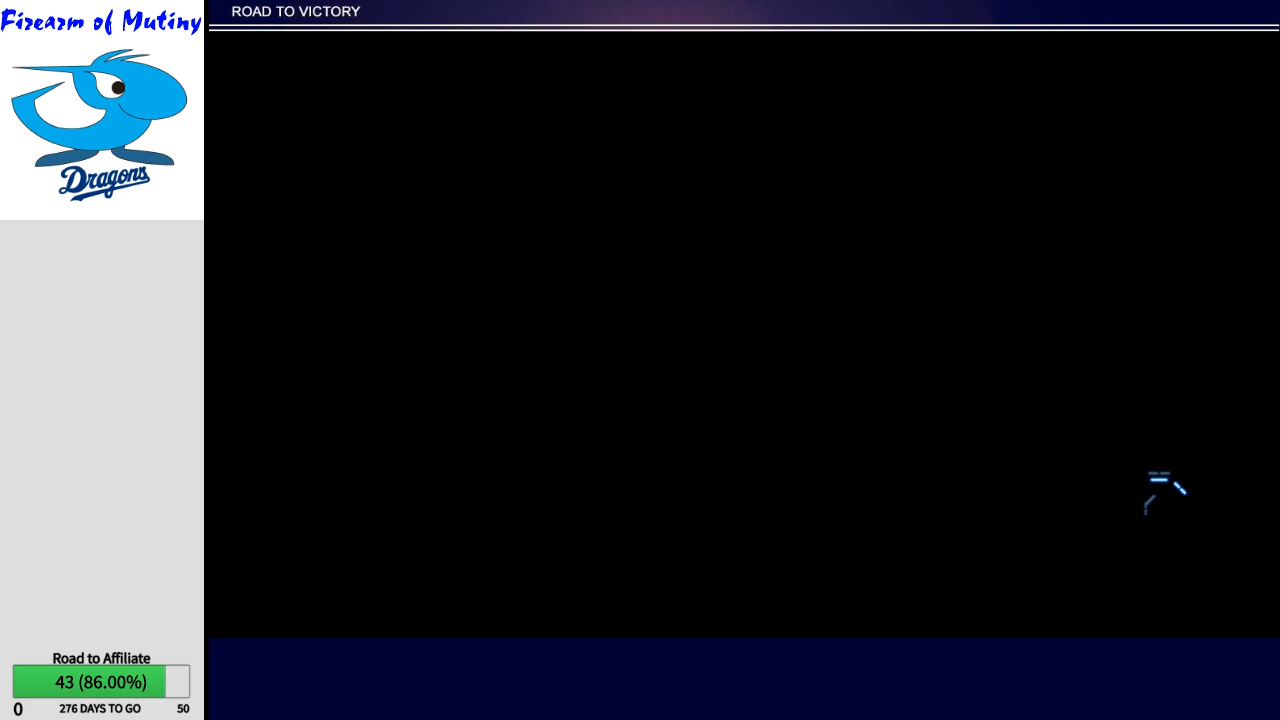 Firearm of Mutiny
ROAD TO VICTORY
Dragons
Road to Affiliate
43 (86.00%)
0 276 DAYS TO GO 50